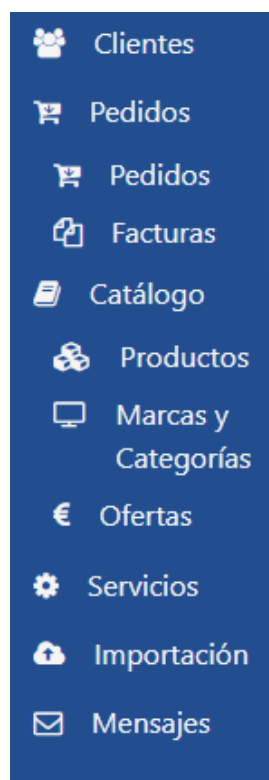 Clientes
Pedidos
Pedidos
Facturas
Catálogo
Productos
Marcas y
Categorías
€ Ofertas
Servicios
Importación
Mensajes